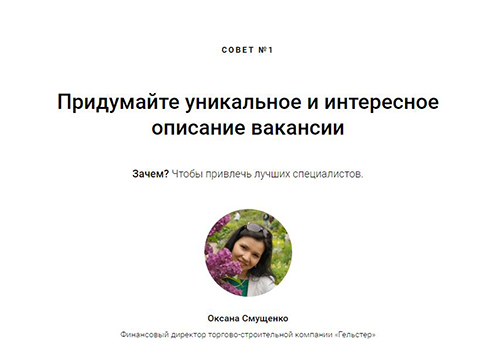 СОВЕТ №1
Придумайте уникальное и интересное
описание вакансии
Зачем? Чтобы привлечь лучших специалистов.
Оксана Смущенко
Финансовый директор торгово-строительной компании «Гельстер»